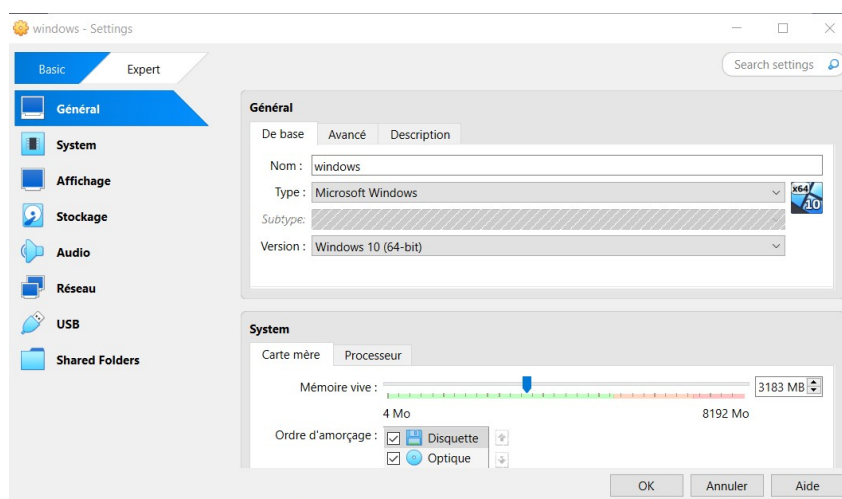 windows - Settings
Basic Expert
Search settings
Général
System
Affichage
Stockage
Audio
Réseau
USB
Shared Folders
Général
De base Avancé Description
Nom : windows
Type : Microsoft Windows
x64
10
Subtype:
Version : Windows 10 (64-bit)
System
Carte mère Processeur
Mémoire vive : 3183 MB
4 Mo 8192 Mo
Ordre d'amorçage : Disquette
Optique
OK Annuler Aide